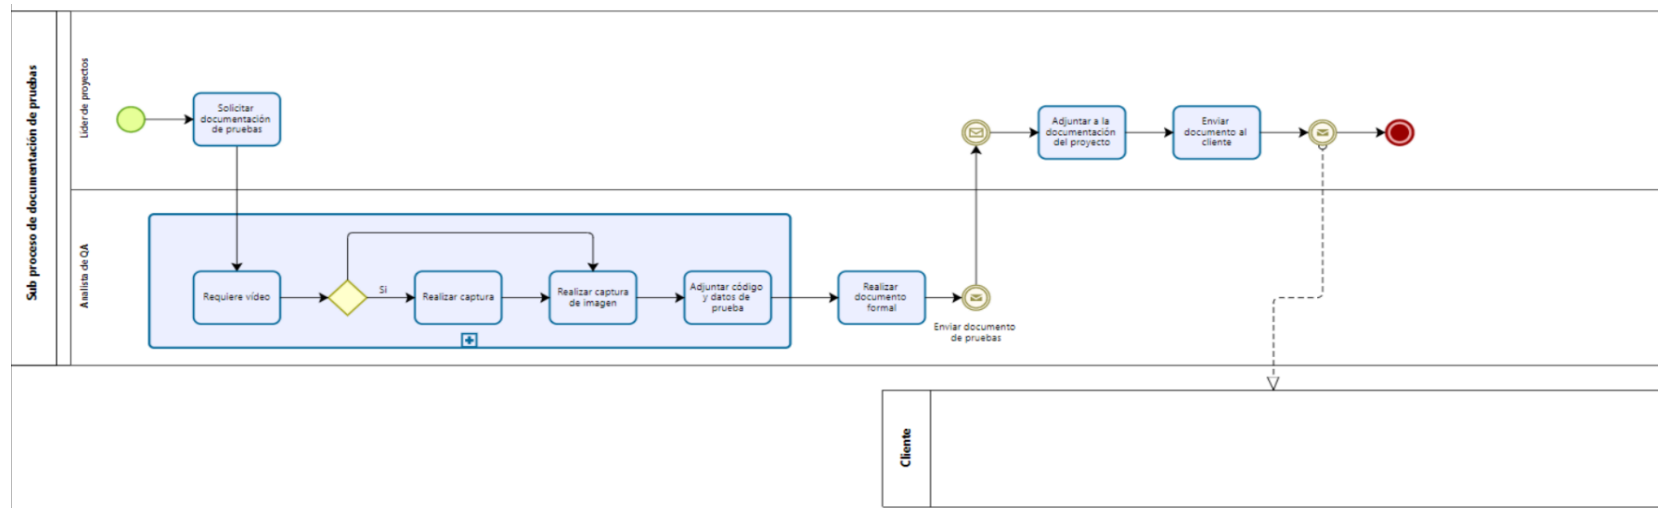 Sub proceso de documentación de pruebas
Lider de proyectos
Solicitar
documentación
de pruebas
Adjuntar a la
documentación
del proyecto
Enviar
documento al
cliente
Analista de QA
Requiere vídeo
Si
Realizar captura
Realizar captura
de imagen
Adjuntar código
y datos de
prueba
Realizar
documento
formal
Enviar documento
de pruebas
Cliente